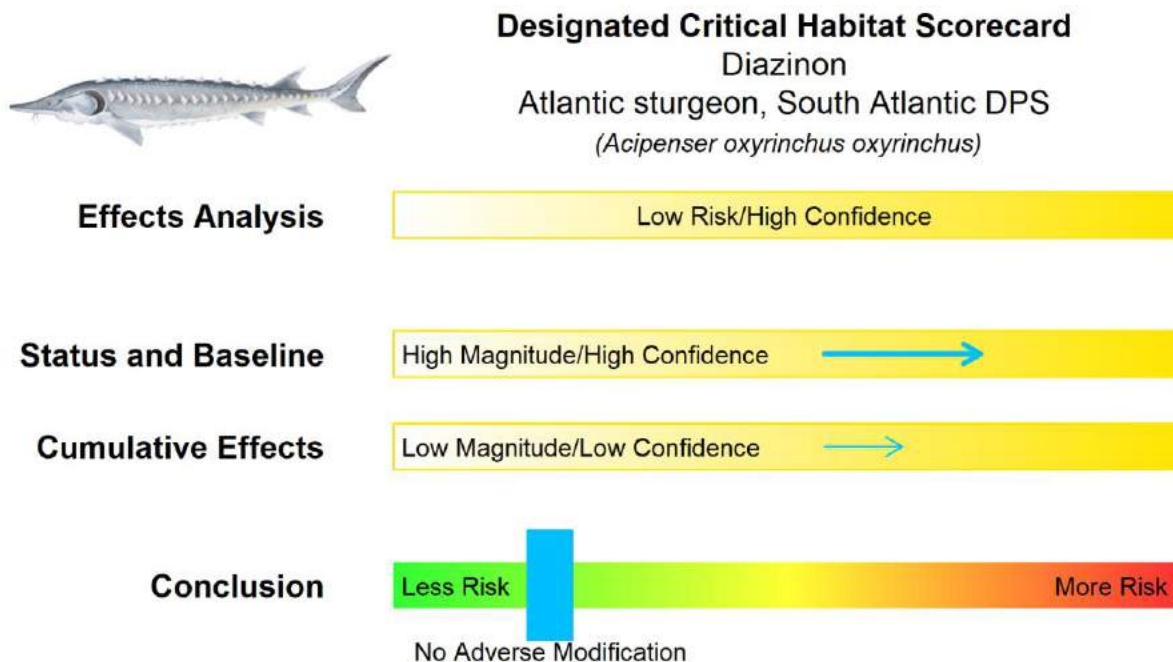 Designated Critical Habitat Scorecard
Diazinon
Atlantic sturgeon, South Atlantic DPS
(Acipenser oxyrinchus oxyrinchus)
Effects Analysis
Low Risk/High Confidence
Status and Baseline
High Magnitude/High Confidence
Cumulative Effects
Low Magnitude/Low Confidence
Conclusion
Less Risk
More Risk
No Adverse Modification